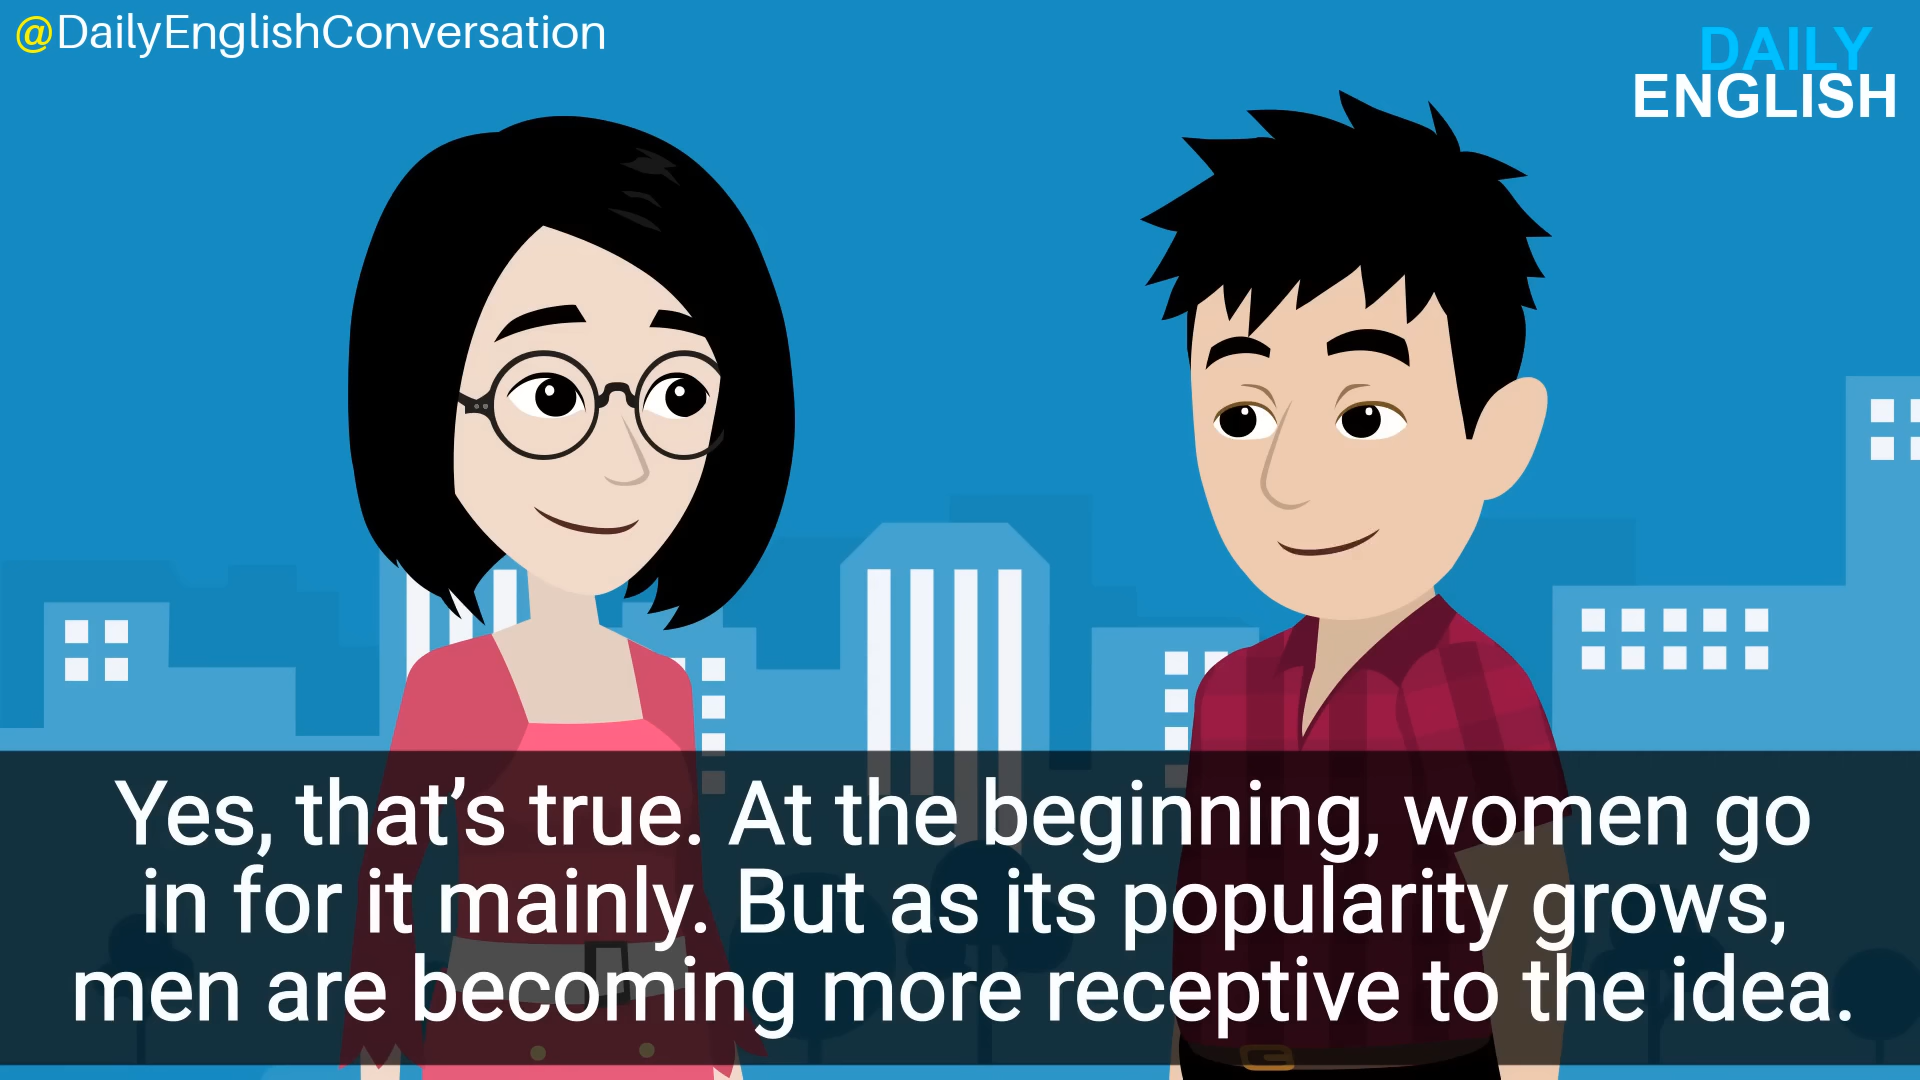 @DailyEnglishConversation
DAILY
ENGLISH
Yes, that’s true. At the beginning, women go
in for it mainly. But as its popularity grows,
men are becoming more receptive to the idea.